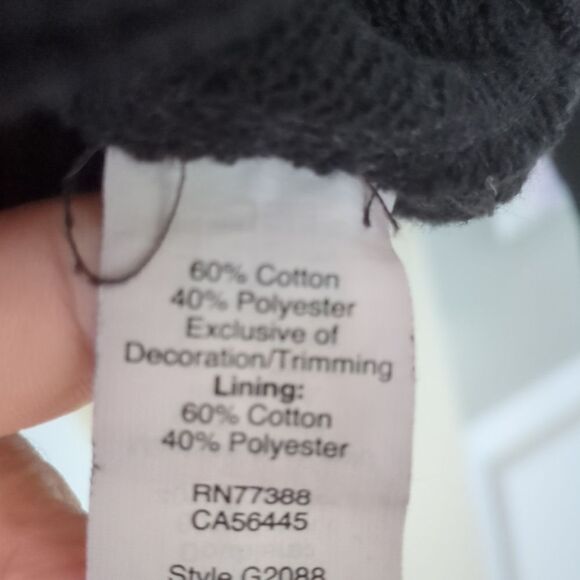 60% Cotton
40% Polyester
Exclusive of
Decoration/Trimming
Lining:
60% Cotton
40% Polyester
RN77388
CA56445
Style G2088